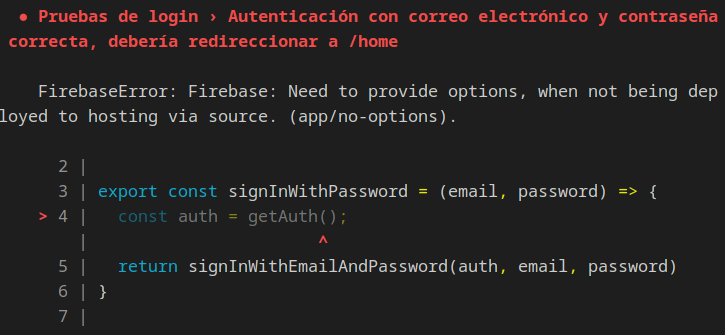 ● Pruebas de login › Autenticación con correo electrónico y contraseña
correcta, debería redireccionar a /home
FirebaseError: Firebase: Need to provide options, when not being dep
loyed to hosting via source. (app/no-options).
2 |
3 | export const signInWithPassword = (email, password) => {
> 4 |   const auth = getAuth();
|                        ^
5 |   return signInWithEmailAndPassword(auth, email, password)
6 | }
7 |